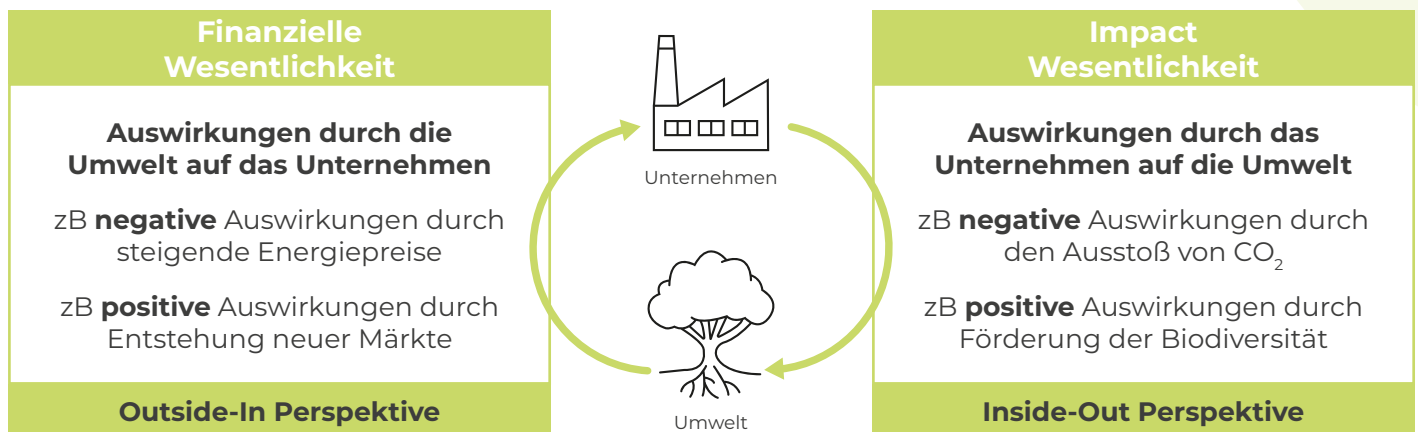 Finanzielle
Wesentlichkeit
Auswirkungen durch die
Umwelt auf das Unternehmen
zB negative Auswirkungen durch
steigende Energiepreise
zB positive Auswirkungen durch
Entstehung neuer Märkte
Outside-In Perspektive
Unternehmen
Umwelt
Impact
Wesentlichkeit
Auswirkungen durch das
Unternehmen auf die Umwelt
zB negative Auswirkungen durch
den Ausstoß von CO₂
zB positive Auswirkungen durch
Förderung der Biodiversität
Inside-Out Perspektive